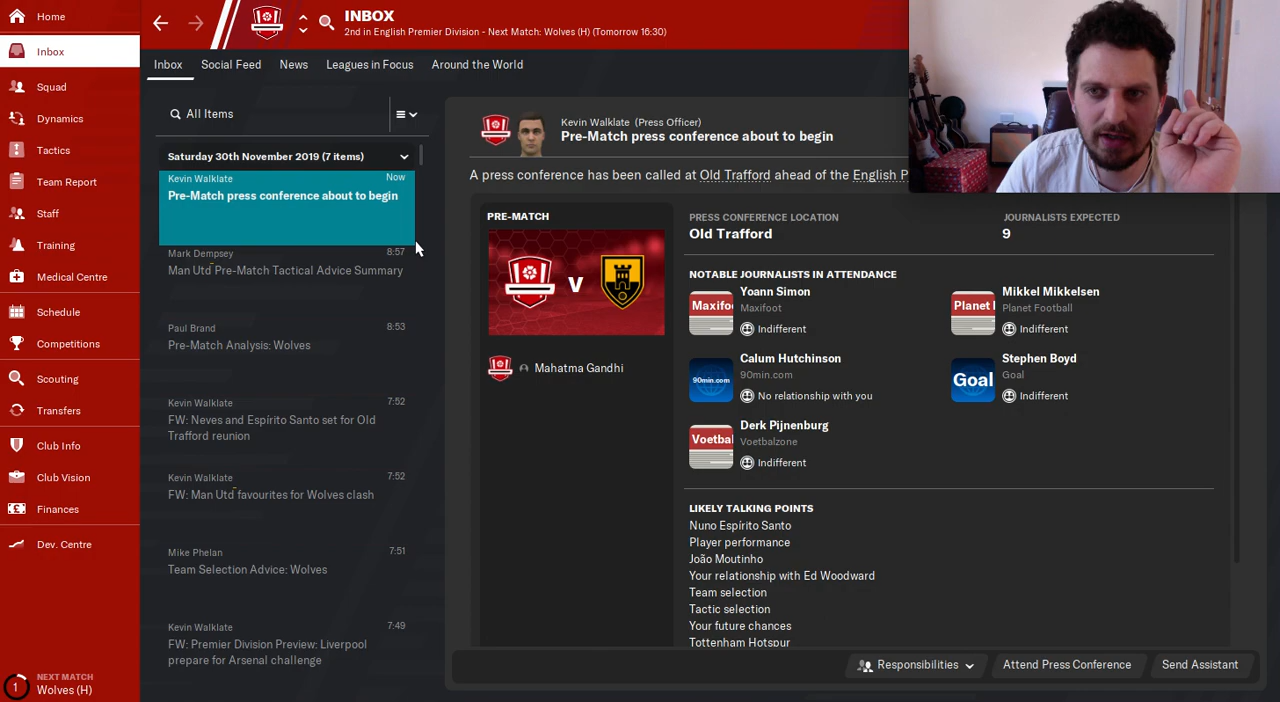 Home
Inbox
Squad
Dynamics
Tactics
Team Report
Staff
Training
Medical Centre
Schedule
Competitions
Scouting
Transfers
Club Info
Club Vision
Finances
Dev. Centre
1
NEXT MATCH
Wolves (H)
INBOX
2nd in English Premier Division - Next Match: Wolves (H) (Tomorrow 16:30)
Inbox Social Feed News Leagues in Focus Around the World
All Items
Saturday 30th November 2019 (7 items)
Kevin Walklate Now
Pre-Match press conference about to begin
Mark Dempsey 8:57
Man Utd Pre-Match Tactical Advice Summary
Paul Brand 8:53
Pre-Match Analysis: Wolves
Kevin Walklate 7:52
FW: Neves and Espírito Santo set for Old
Trafford reunion
Kevin Walklate 7:52
FW: Man Utd favourites for Wolves clash
Mike Phelan 7:51
Team Selection Advice: Wolves
Kevin Walklate 7:49
FW: Premier Division Preview: Liverpool
prepare for Arsenal challenge
Kevin Walklate (Press Officer)
Pre-Match press conference about to begin
A press conference has been called at Old Trafford ahead of the English P
PRE-MATCH
V
Mahatma Gandhi
PRESS CONFERENCE LOCATION
Old Trafford
JOURNALISTS EXPECTED
9
NOTABLE JOURNALISTS IN ATTENDANCE
Maxifo
Yoann Simon
Maxifoot
Indifferent
Planet
Mikkel Mikkelsen
Planet Football
Indifferent
90min.com
Calum Hutchinson
90min.com
No relationship with you
Goal
Stephen Boyd
Goal
Indifferent
Voetbal
Derk Pijnenburg
Voetbalzone
Indifferent
LIKELY TALKING POINTS
Nuno Espírito Santo
Player performance
João Moutinho
Your relationship with Ed Woodward
Team selection
Tactic selection
Your future chances
Tottenham Hotspur
Responsibilities Attend Press Conference Send Assistant